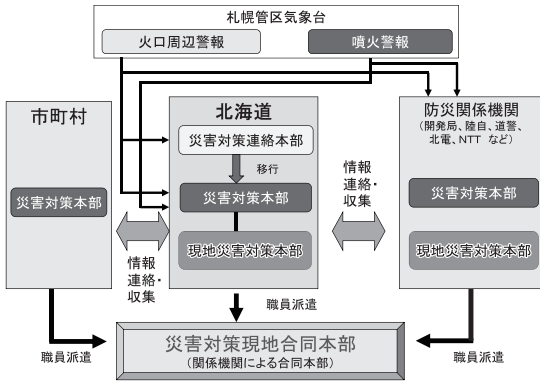 札幌管区気象台
火口周辺警報
噴火警報
市町村
災害対策本部
北海道
災害対策連絡本部
移行
災害対策本部
現地災害対策本部
防災関係機関
(開発局、陸自、道警、
北電、NTT など)
災害対策本部
現地災害対策本部
情報
連絡・
収集
情報
連絡・
収集
職員派遣
職員派遣
職員派遣
災害対策現地合同本部
(関係機関による合同本部)